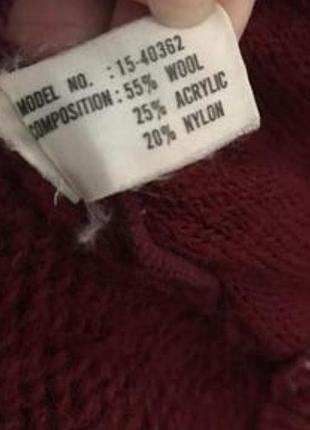 MODEL NO. : 15-40362
COMPOSITION : 55% WOOL
25% ACRYLIC
20% NYLON